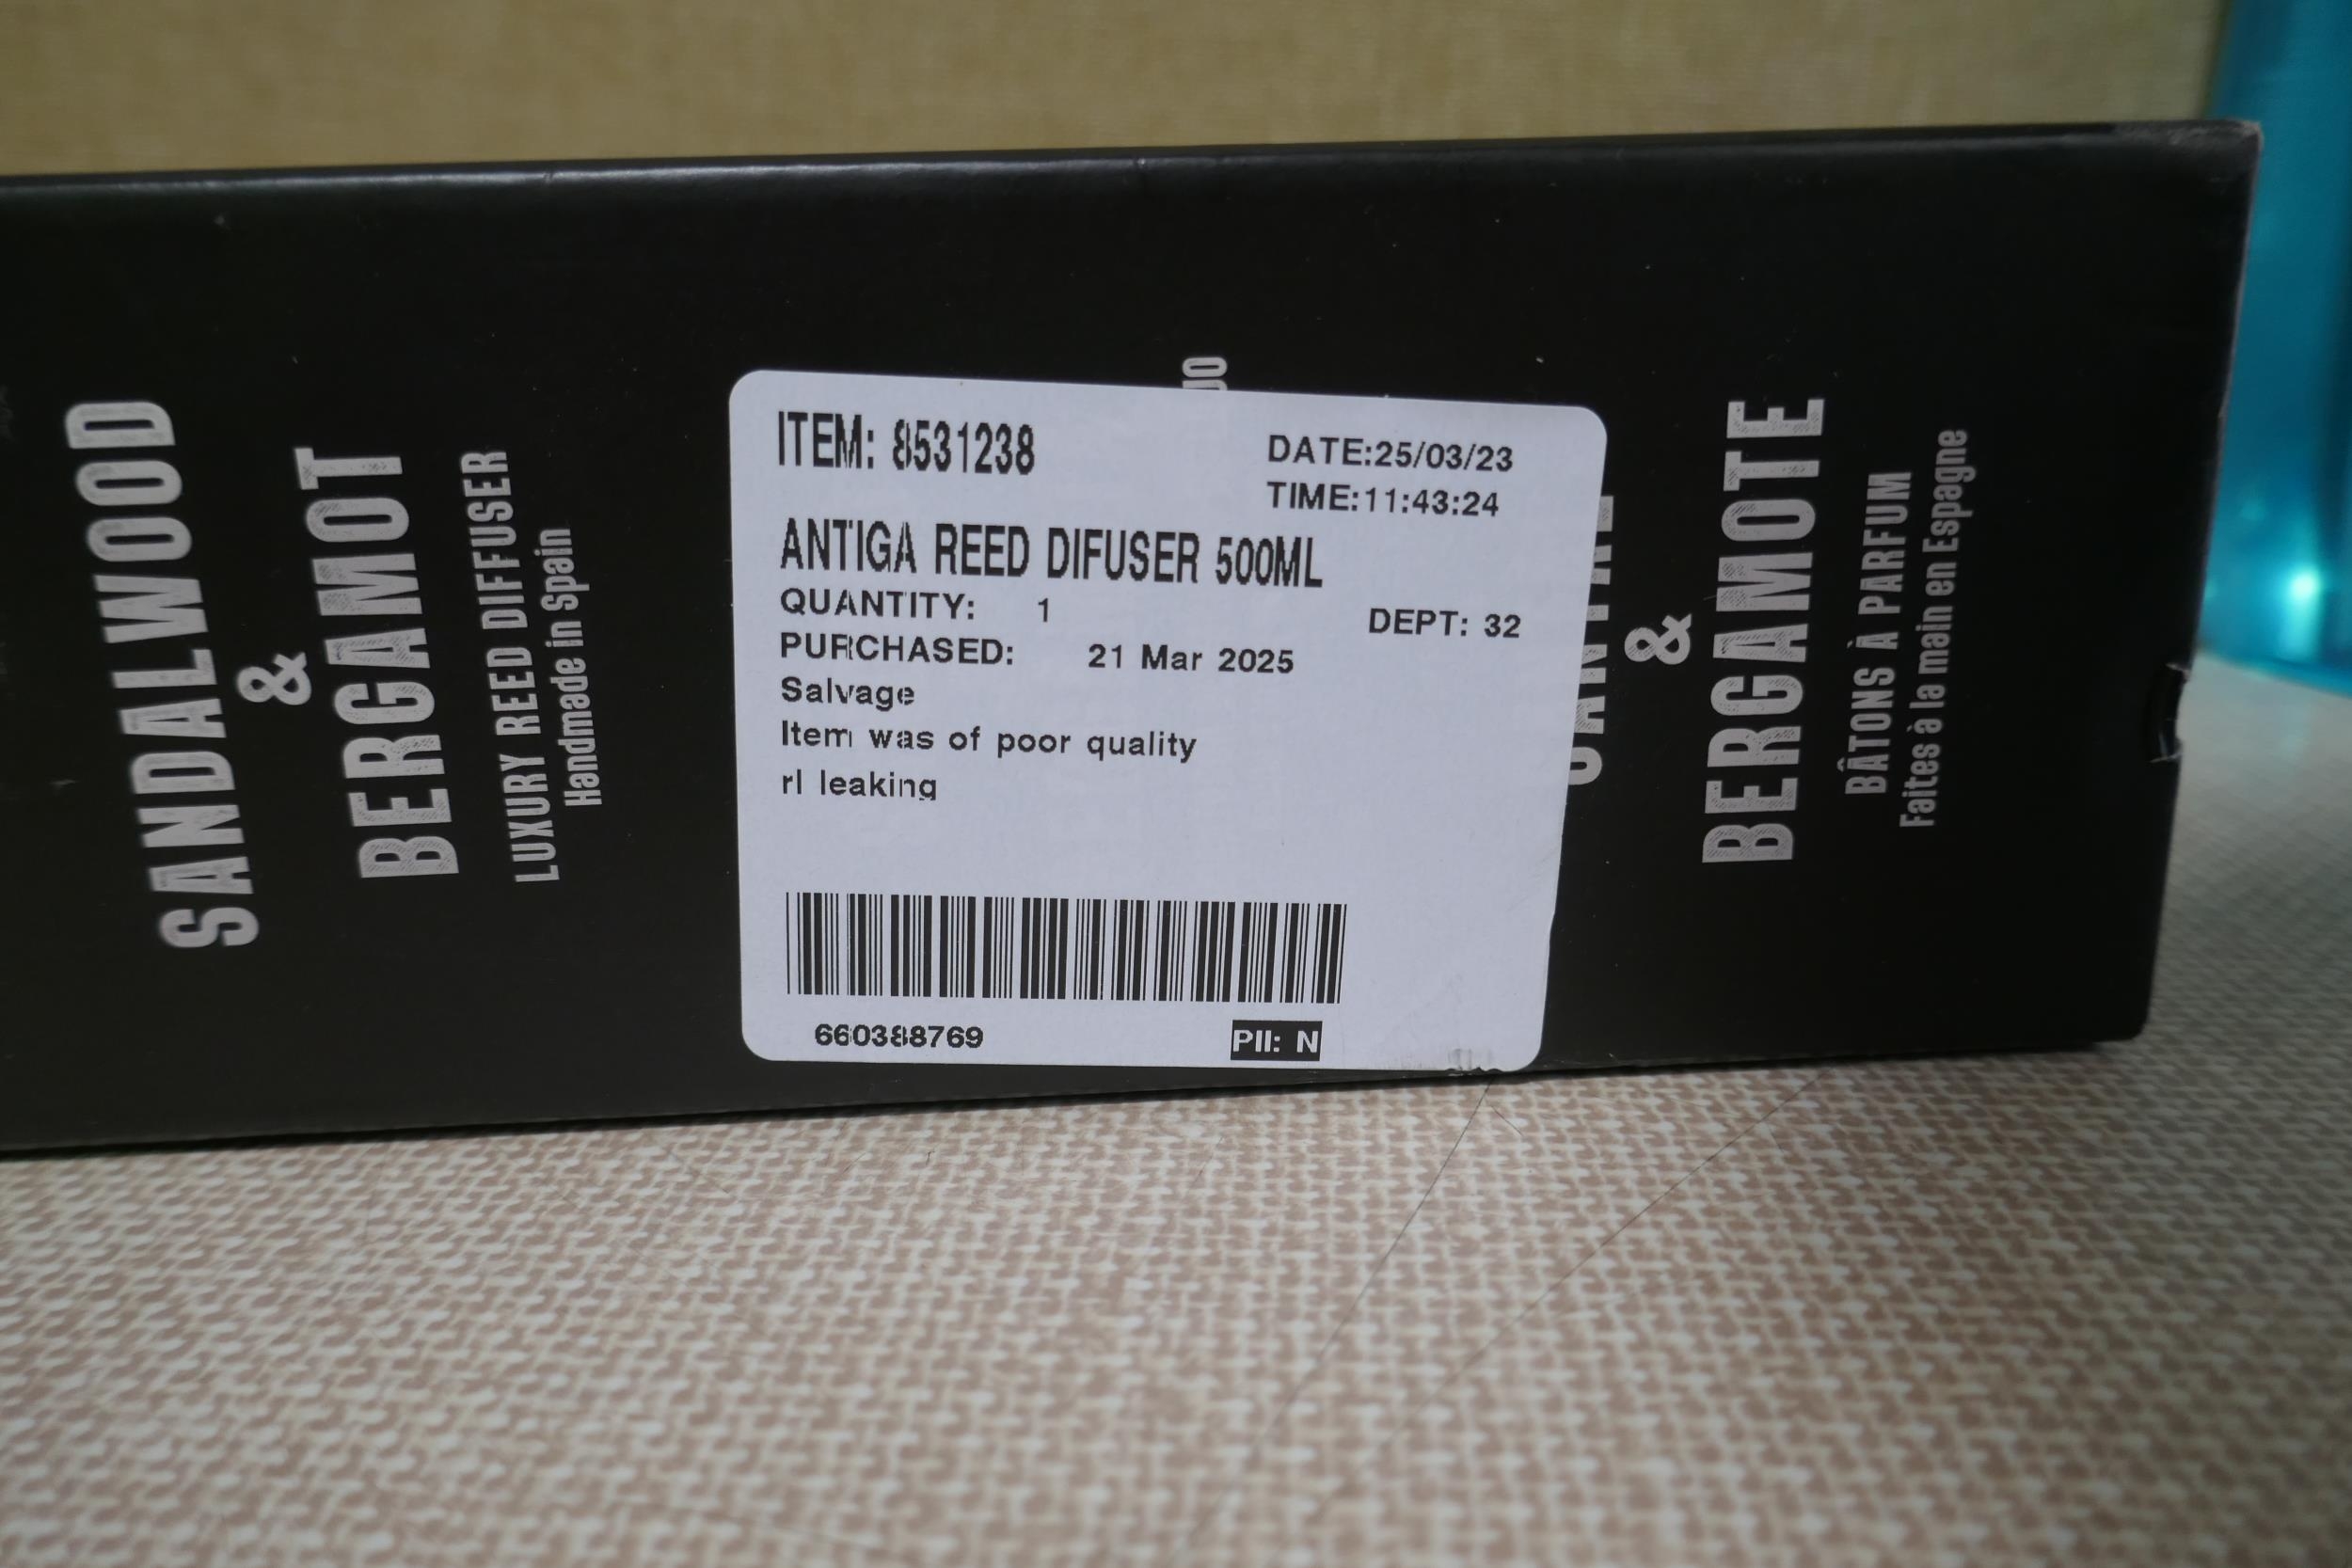 SANDALWOOD
&
BERGAMOT
LUXURY REED DIFFUSER
Handmade in Spain
ITEM: 8531238
DATE:25/03/23
TIME:11:43:24
ANTIGA REED DIFUSER 500ML
QUANTITY: 1
DEPT: 32
PURCHASED: 21 Mar 2025
Salvage
Item was of poor quality
rl leaking
660388769
PII: N
&
BERGAMOTE
BÂTONS À PARFUM
Faites à la main en Espagne